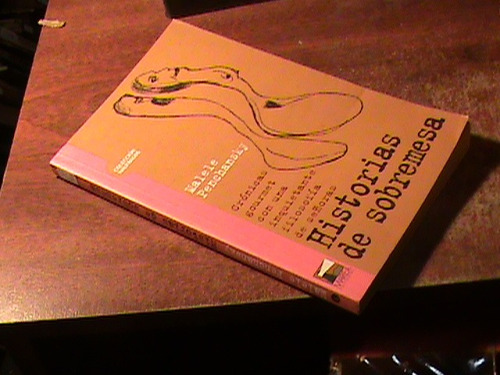 Malele
Penchansky
Crónicas
gourmet
con una
inquietante
filosofía
de señoras
Historias
de sobremesa